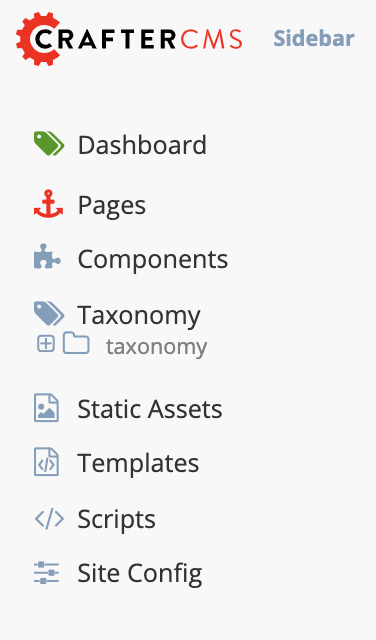 CRAFTERCMS Sidebar
Dashboard
Pages
Components
Taxonomy
taxonomy
Static Assets
Templates
Scripts
Site Config